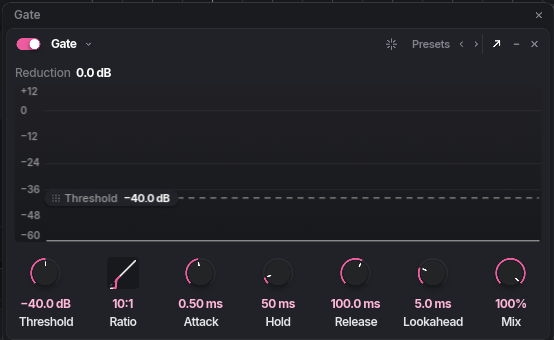 Gate
Gate
Presets
Reduction 0.0 dB
+12
0
−12
−24
−36
Threshold −40.0 dB
−48
−60
−40.0 dB 10:1 0.50 ms 50 ms 100.0 ms 5.0 ms 100%
Threshold Ratio Attack Hold Release Lookahead Mix